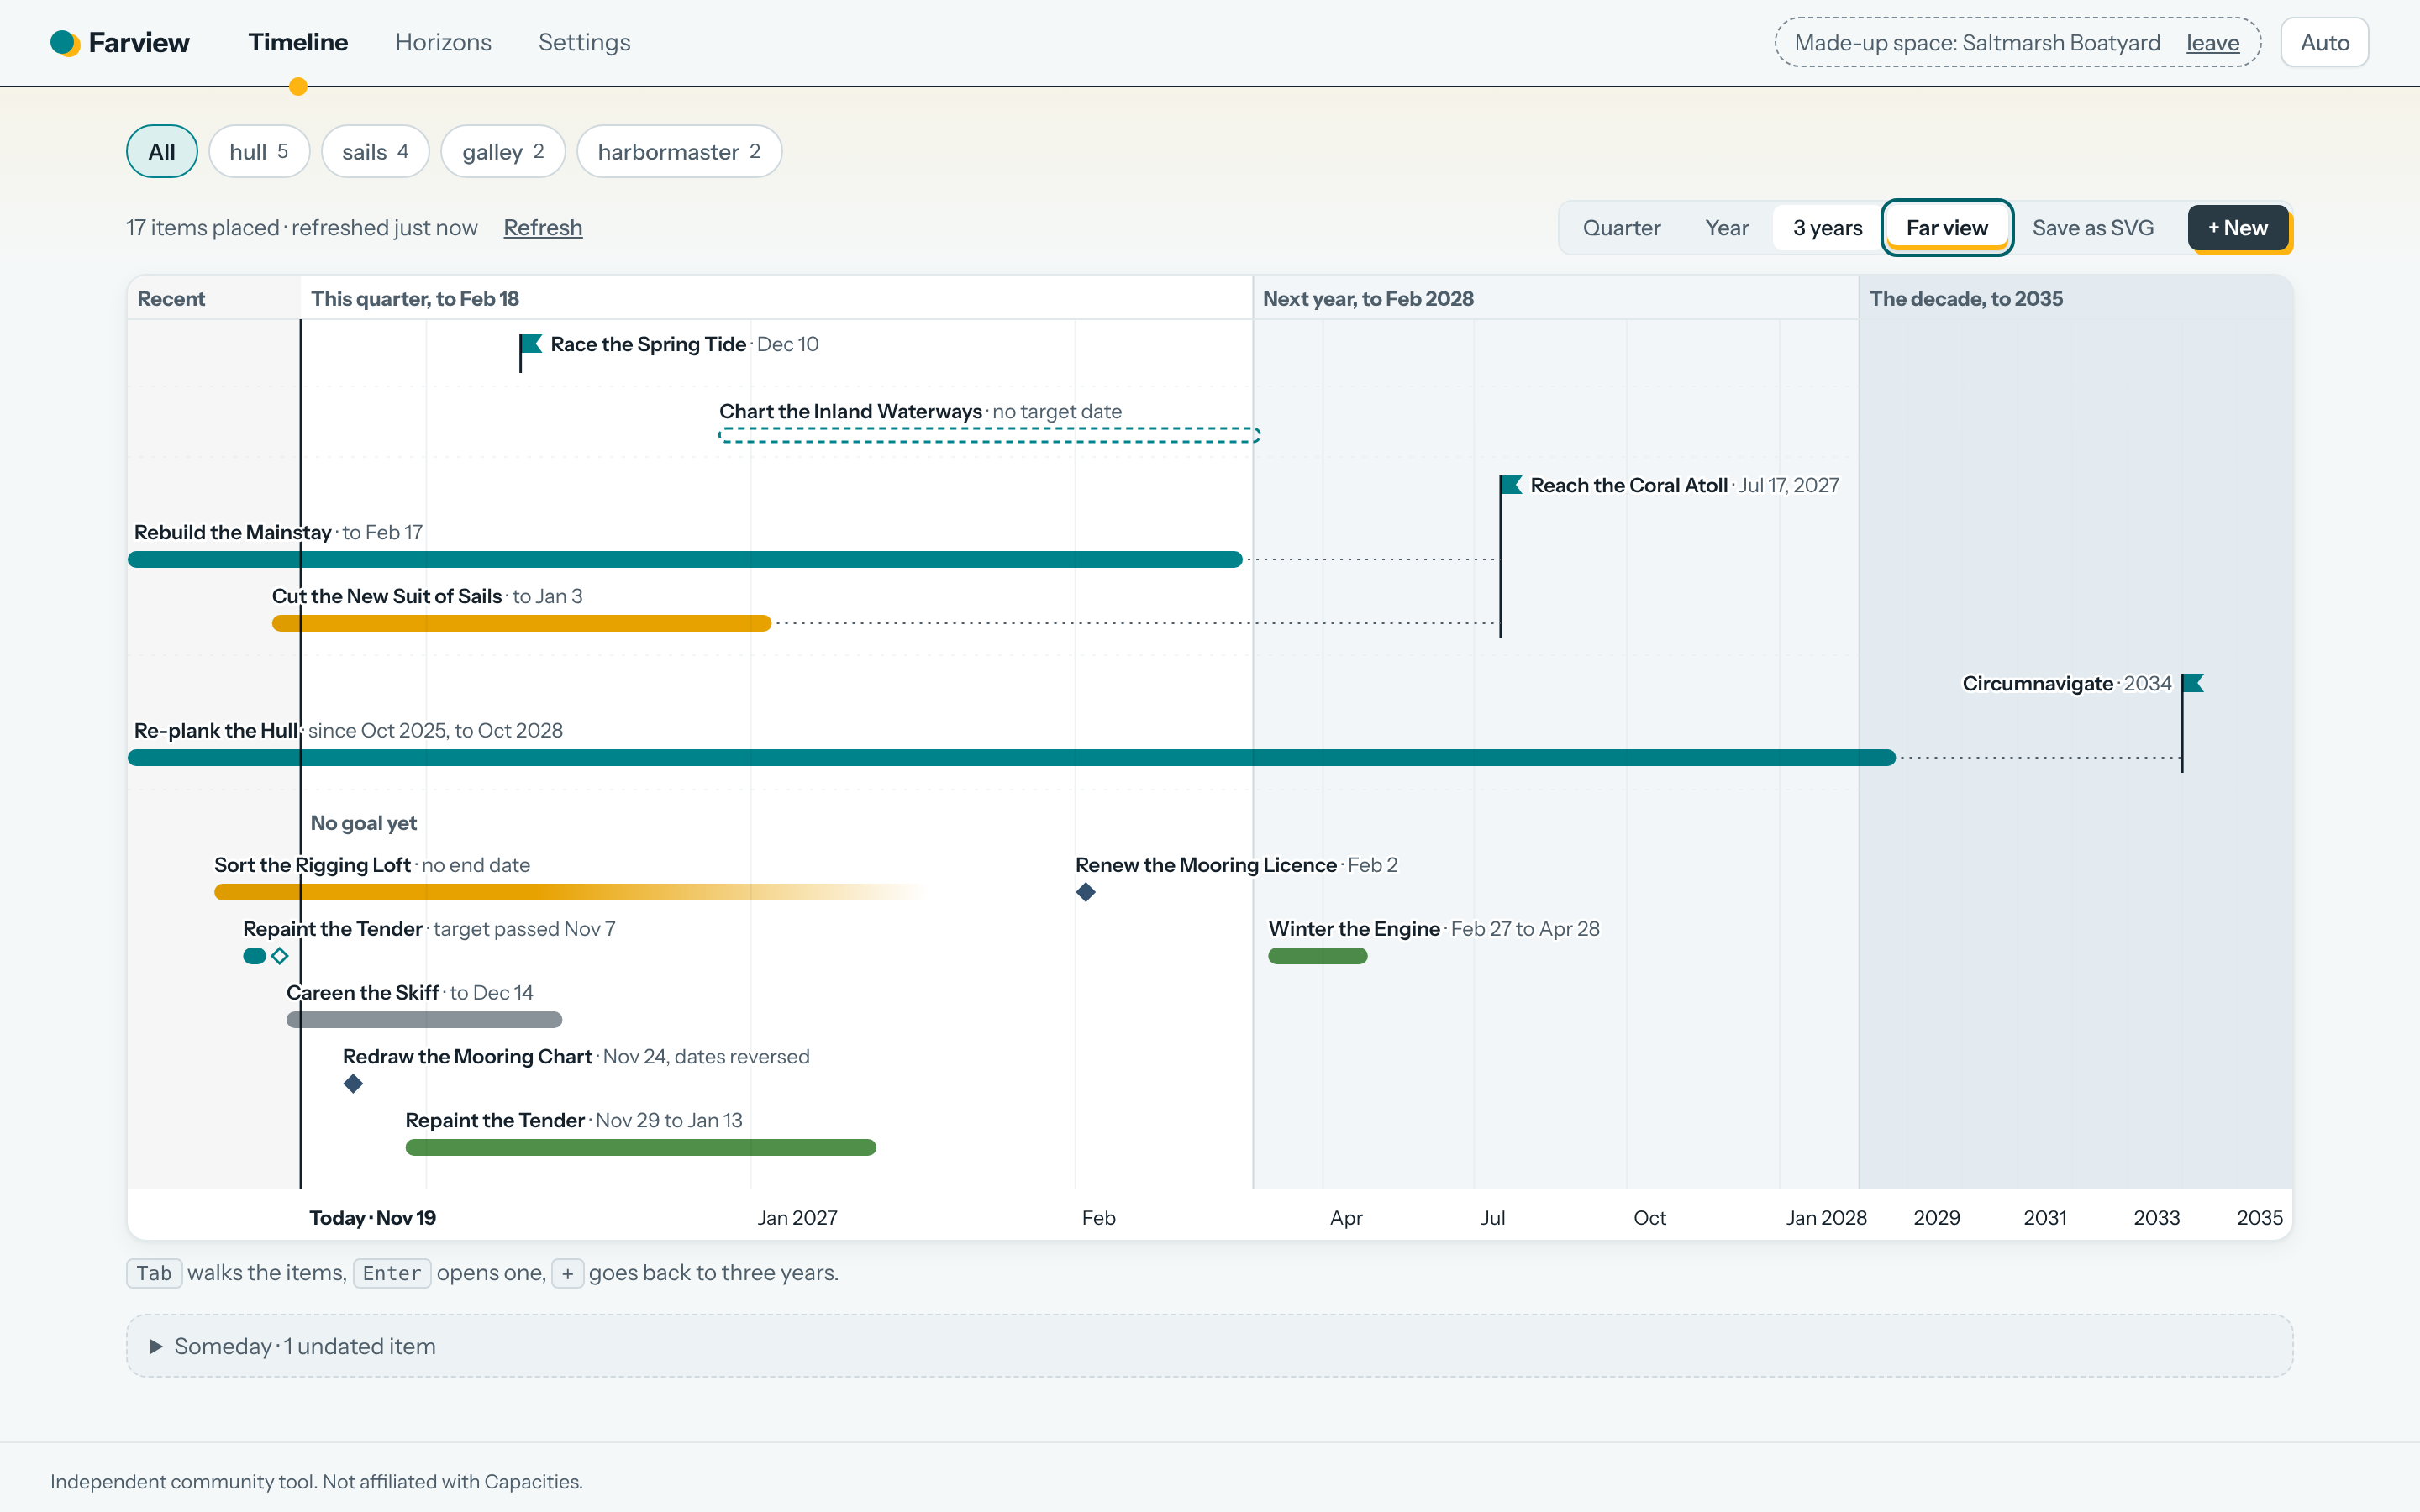 Farview Timeline Horizons Settings Made-up space: Saltmarsh Boatyard leave Auto
All hull 5 sails 4 galley 2 harbormaster 2
17 items placed · refreshed just now Refresh Quarter Year 3 years Far view Save as SVG + New
Recent This quarter, to Feb 18 Next year, to Feb 2028 The decade, to 2035
Race the Spring Tide · Dec 10
Chart the Inland Waterways · no target date
Reach the Coral Atoll · Jul 17, 2027
Rebuild the Mainstay · to Feb 17
Cut the New Suit of Sails · to Jan 3
Circumnavigate · 2034
Re-plank the Hull · since Oct 2025, to Oct 2028
No goal yet
Sort the Rigging Loft · no end date Renew the Mooring Licence · Feb 2
Repaint the Tender · target passed Nov 7 Winter the Engine · Feb 27 to Apr 28
Careen the Skiff · to Dec 14
Redraw the Mooring Chart · Nov 24, dates reversed
Repaint the Tender · Nov 29 to Jan 13
Today · Nov 19 Jan 2027 Feb Apr Jul Oct Jan 2028 2029 2031 2033 2035
Tab walks the items, Enter opens one, + goes back to three years.
Someday · 1 undated item
Independent community tool. Not affiliated with Capacities.